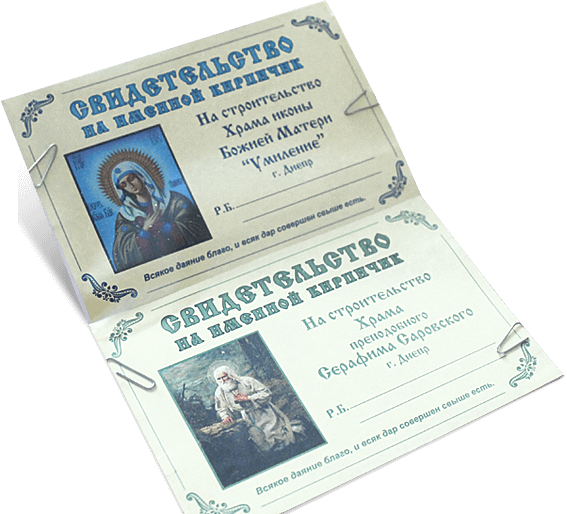 СВИДЕТЕЛЬСТВО
НА ИМЕННОЙ КИРПИЧИК
На строительство
Храма иконы
Божией Матери
"Умиление"
г. Днепр
Р.Б.
Всякое даяние благо, и всяк дар совершен свыше есть.
СВИДЕТЕЛЬСТВО
НА ИМЕННОЙ КИРПИЧИК
На строительство
Храма
преподобного
Серафима Саровского
г. Днепр
Р.Б.
Всякое даяние благо, и всяк дар совершен свыше есть.